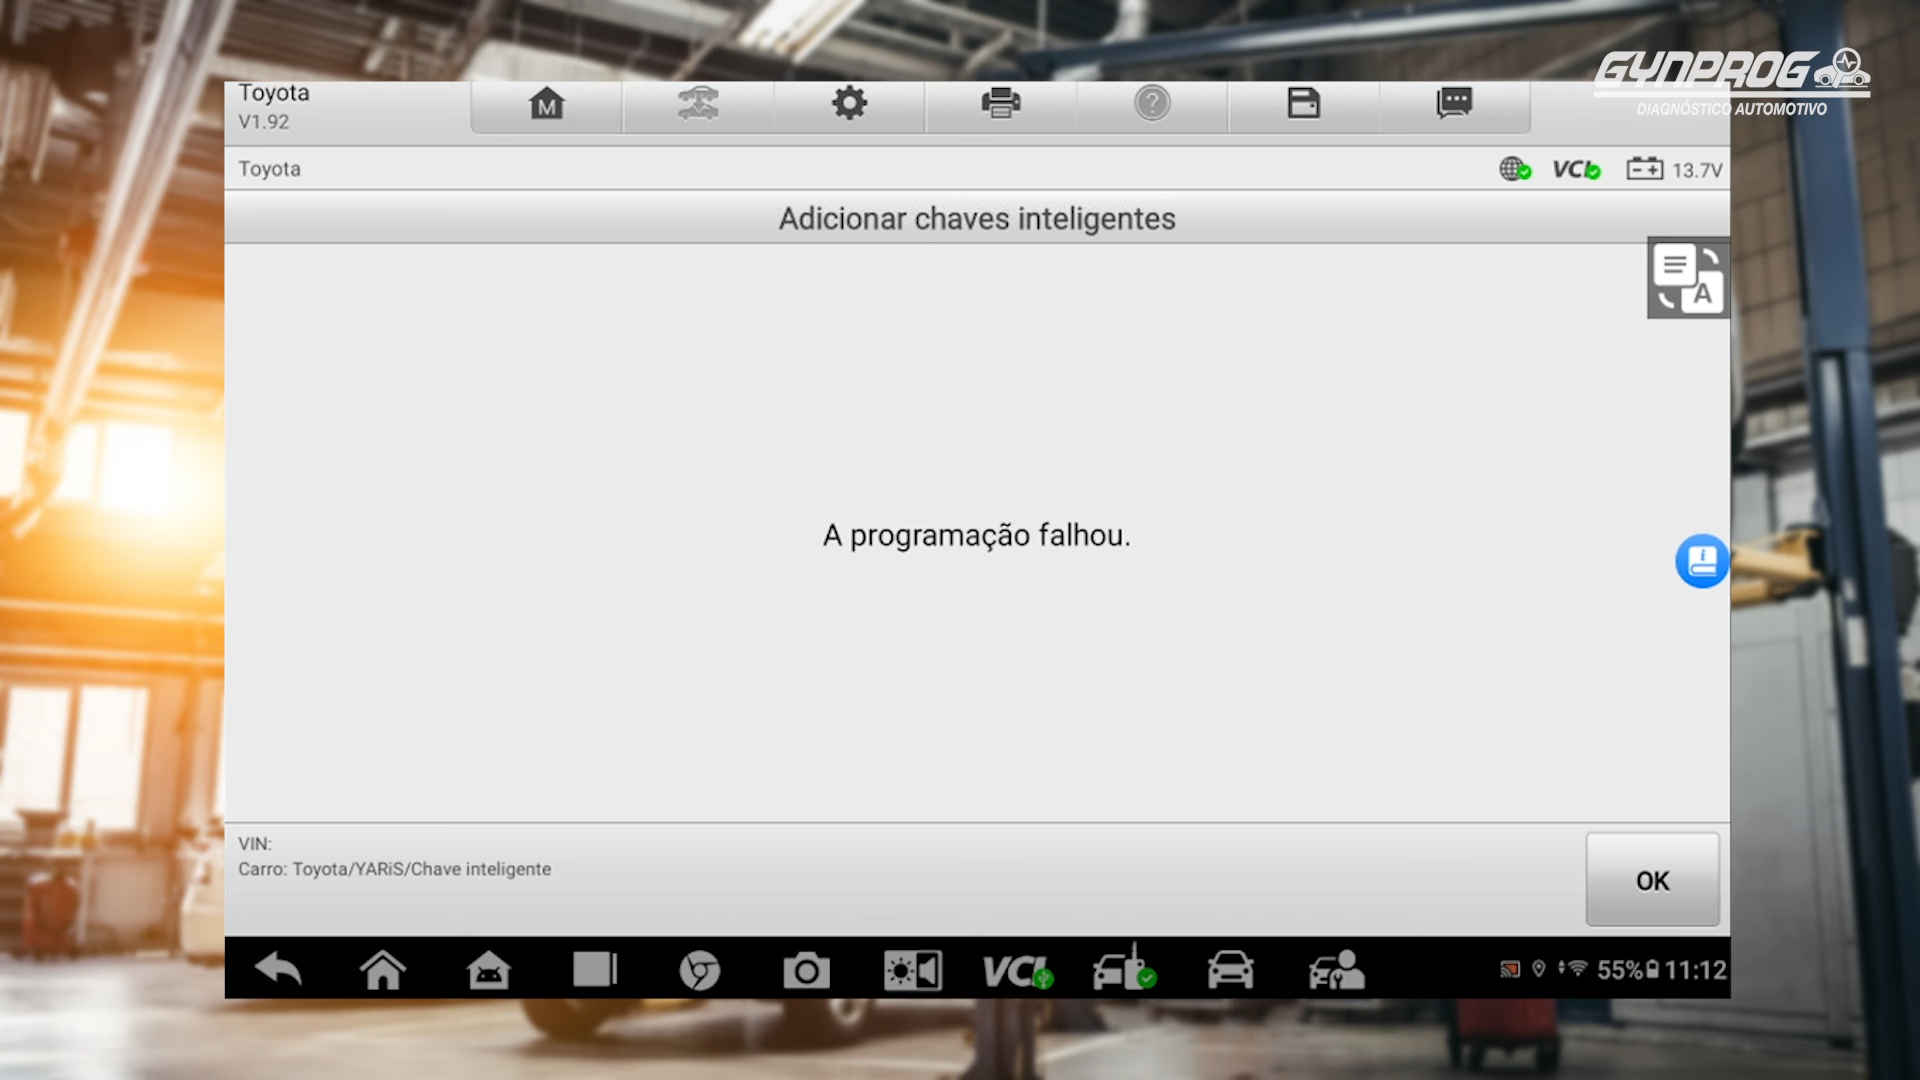 GYNPROG
DIAGNÓSTICO AUTOMOTIVO
Toyota
V1.92
M
?
Toyota
VCI
13.7V
Adicionar chaves inteligentes
A
A programação falhou.
i
VIN:
Carro: Toyota/YARiS/Chave inteligente
OK
VCI
55%
11:12